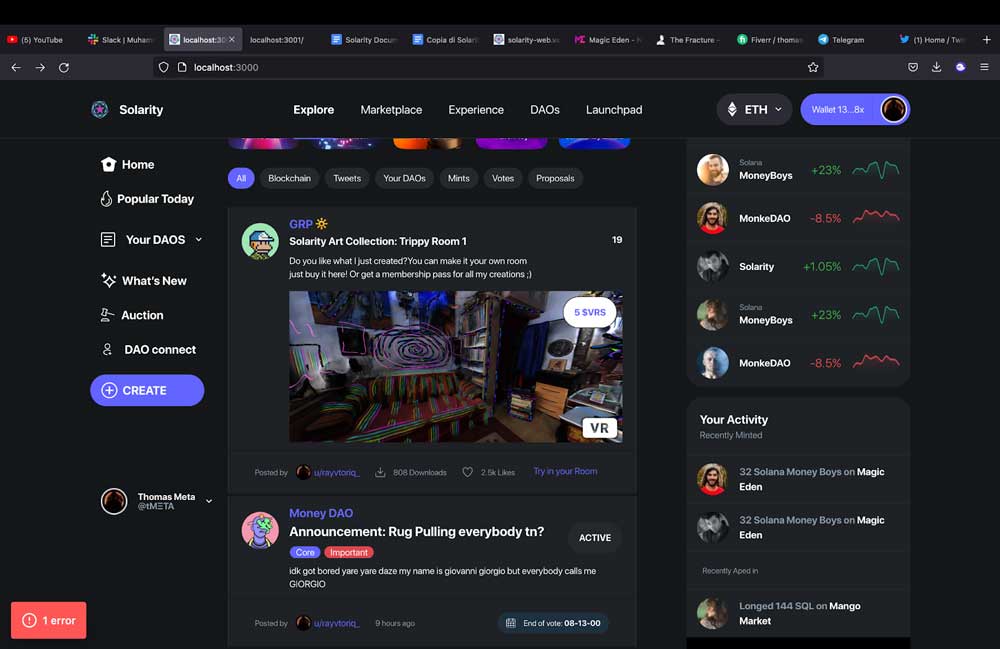 (5) YouTube
Slack | Muham
localhost:30
localhost:3001/
Solarity Docum
Copia di Solari
solarity-web.ve
Magic Eden - N
The Fracture -
Fiverr / thomas
Telegram
(1) Home / Twi
localhost:3000
Solarity
Explore
Marketplace
Experience
DAOs
Launchpad
ETH
Wallet 13...8x
Home
Popular Today
Your DAOS
What's New
Auction
DAO connect
CREATE
Thomas Meta
@tMΞTA
1 error
All
Blockchain
Tweets
Your DAOs
Mints
Votes
Proposals
GRP
Solarity Art Collection: Trippy Room 1
19
Do you like what I just created?You can make it your own room
just buy it here! Or get a membership pass for all my creations ;)
5 $VRS
VR
Posted by
u/rayvtoriq_
808 Downloads
2.5k Likes
Try in your Room
Money DAO
Announcement: Rug Pulling everybody tn?
ACTIVE
Core
Important
idk got bored yare yare daze my name is giovanni giorgio but everybody calls me
GIORGIO
Posted by
u/rayvtoriq_
9 hours ago
End of vote: 08-13-00
Solana
MoneyBoys
+23%
MonkeDAO
-8.5%
Solarity
+1.05%
Solana
MoneyBoys
+23%
MonkeDAO
-8.5%
Your Activity
Recently Minted
32 Solana Money Boys on Magic
Eden
32 Solana Money Boys on Magic
Eden
Recently Aped in
Longed 144 SQL on Mango
Market